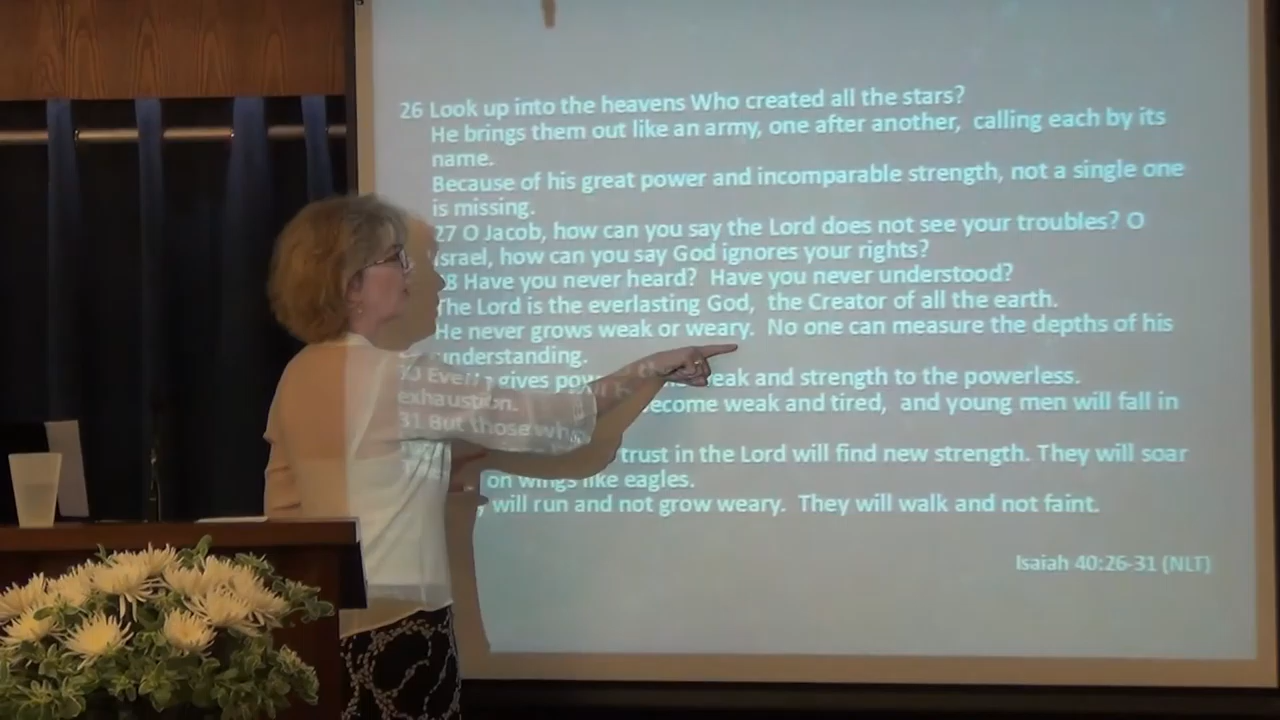 26 Look up into the heavens Who created all the stars?
He brings them out like an army, one after another, calling each by its
name.
Because of his great power and incomparable strength, not a single one
is missing.
27 O Jacob, how can you say the Lord does not see your troubles? O
Israel, how can you say God ignores your rights?
8 Have you never heard? Have you never understood?
The Lord is the everlasting God, the Creator of all the earth.
He never grows weak or weary. No one can measure the depths of his
understanding.
gives weak and strength to the powerless.
Even become weak and tired, and young men will fall in
exhaustion.
31 But those who trust in the Lord will find new strength. They will soar
on wings like eagles.
will run and not grow weary. They will walk and not faint.
Isaiah 40:26-31 (NLT)